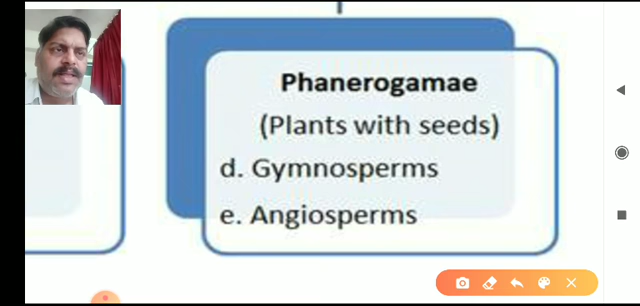 Phanerogamae
(Plants with seeds)
d. Gymnosperms
e. Angiosperms